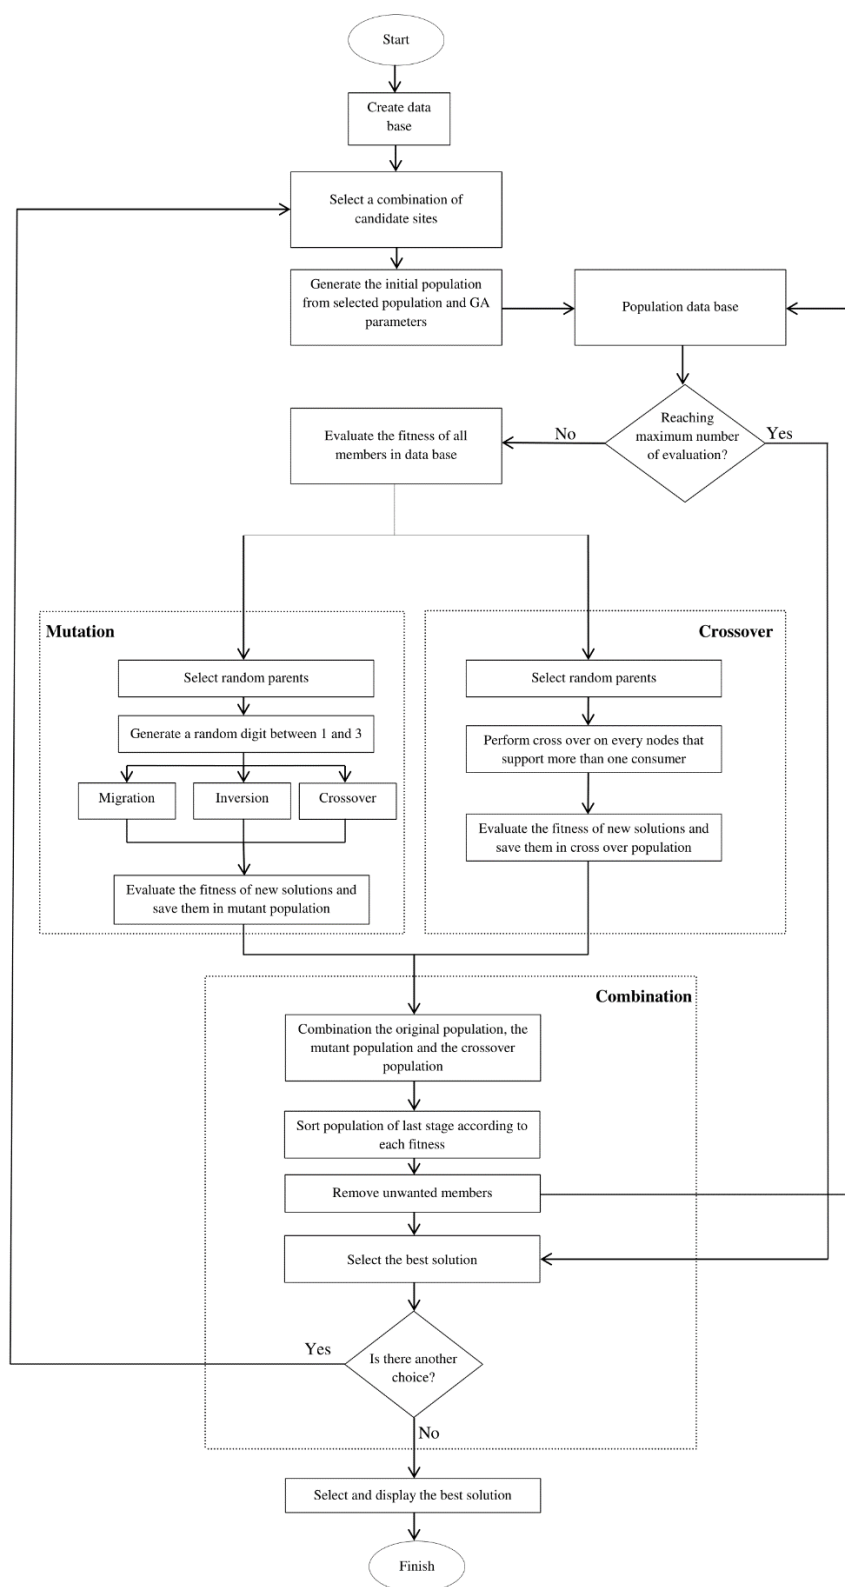 Start
Create data
base
Select a combination of
candidate sites
Generate the initial population
from selected population and GA
parameters
Population data base
Reaching
maximum number
of evaluation?
No
Yes
Evaluate the fitness of all
members in data base
Mutation
Select random parents
Generate a random digit between 1 and 3
Migration
Inversion
Crossover
Evaluate the fitness of new solutions and
save them in mutant population
Crossover
Select random parents
Perform cross over on every nodes that
support more than one consumer
Evaluate the fitness of new solutions and
save them in cross over population
Combination
Combination the original population, the
mutant population and the crossover
population
Sort population of last stage according to
each fitness
Remove unwanted members
Select the best solution
Is there another
choice?
Yes
No
Select and display the best solution
Finish